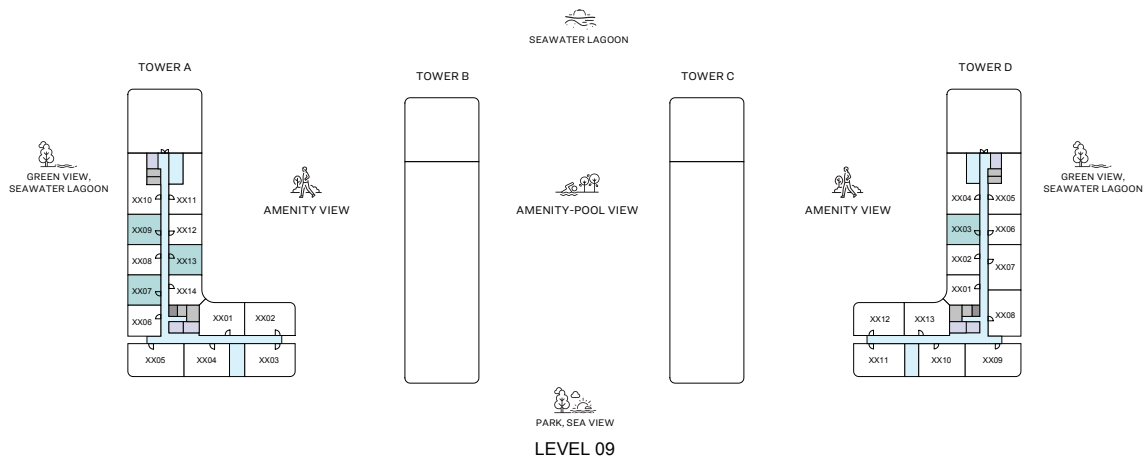 SEAWATER LAGOON
TOWER A
TOWER B
TOWER C
TOWER D
GREEN VIEW,
SEAWATER LAGOON
AMENITY VIEW
AMENITY-POOL VIEW
AMENITY VIEW
GREEN VIEW,
SEAWATER LAGOON
XX10
XX11
XX09
XX12
XX08
XX13
XX07
XX14
XX06
XX01
XX02
XX05
XX04
XX03
XX04
XX05
XX03
XX06
XX02
XX07
XX01
XX08
XX12
XX13
XX11
XX10
XX09
PARK, SEA VIEW
LEVEL 09